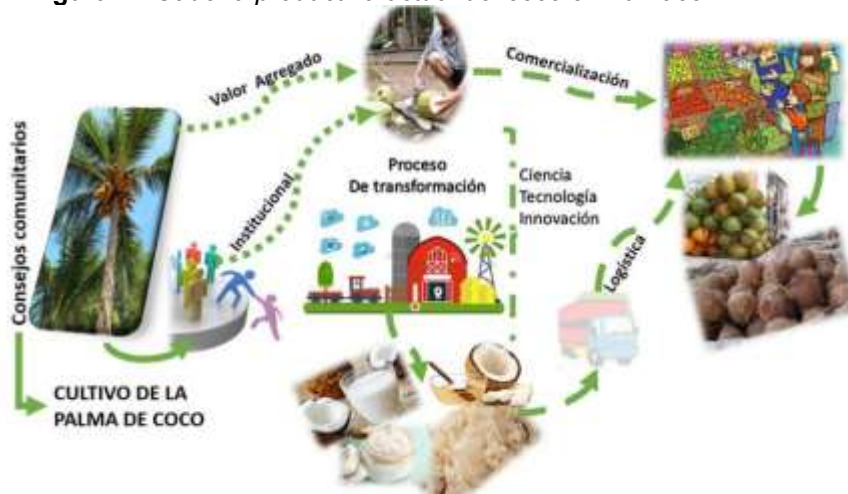 Valor Agregado
Comercialización
Consejos comunitarios
Institucional
Proceso
De transformación
Ciencia
Tecnología
Innovación
Logística
CULTIVO DE LA
PALMA DE COCO